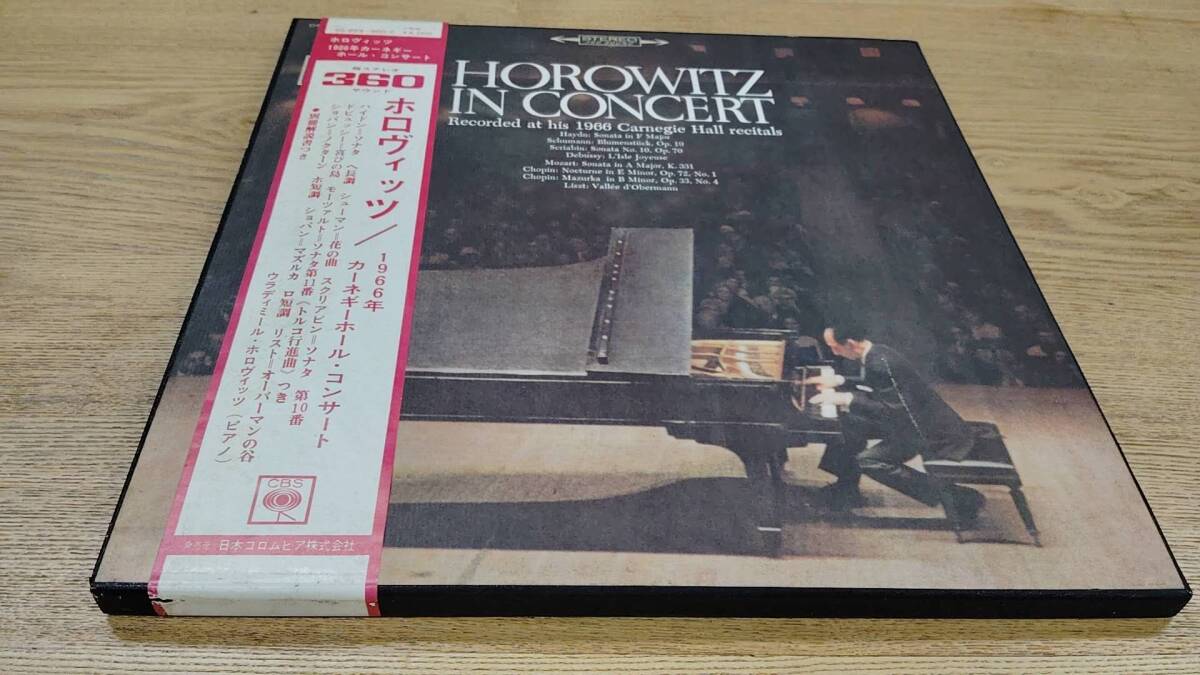 STEREO
HOROWITZ
IN CONCERT
Recorded at his 1966 Carnegie Hall recitals
Haydn: Sonata in F Major
Schumann: Blumenstück, Op. 19
Scriabin: Sonata No. 10, Op. 70
Debussy: L'Isle Joyeuse
Mozart: Sonata in A Major, K. 331
Chopin: Nocturne in E Minor, Op. 72, No. 1
Chopin: Mazurka in B Minor, Op. 33, No. 4
Liszt: Vallée d'Obermann
ホロヴィッツ
1966年カーネギー
ホール・コンサート
360
サウンド
ホロヴィッツ/
1966年
カーネギーホール・コンサート
ハイドン=ソナタ ヘ長調 シューマン=花の曲 スクリアビン=ソナタ 第10番
ドビュッシー=喜びの島 モーツァルト=ソナタ第11番《トルコ行進曲》つき
ショパン=ノクターン ホ短調 ショパン=マズルカ ロ短調 リスト=オーバーマンの谷
ウラディミール・ホロヴィッツ(ピアノ)
●別冊解説書つき
CBS
発売元・日本コロムビア株式会社